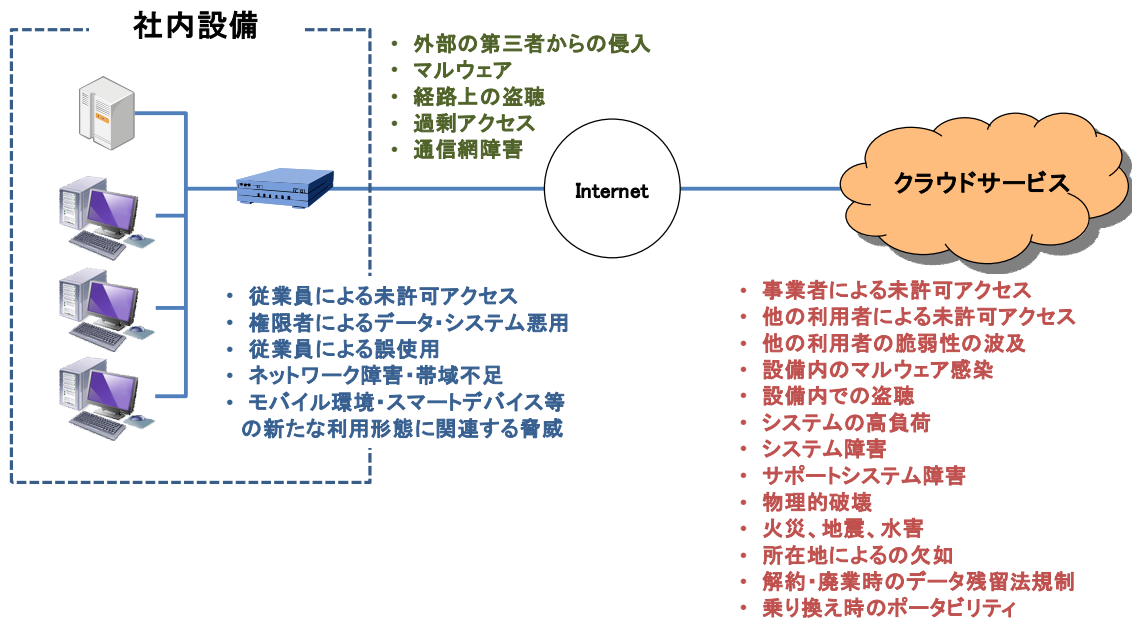 社内設備
・ 外部の第三者からの侵入
・ マルウェア
・ 経路上の盗聴
・ 過剰アクセス
・ 通信網障害
Internet
クラウドサービス
・ 従業員による未許可アクセス
・ 権限者によるデータ・システム悪用
・ 従業員による誤使用
・ ネットワーク障害・帯域不足
・ モバイル環境・スマートデバイス等
の新たな利用形態に関連する脅威
・ 事業者による未許可アクセス
・ 他の利用者による未許可アクセス
・ 他の利用者の脆弱性の波及
・ 設備内のマルウェア感染
・ 設備内での盗聴
・ システムの高負荷
・ システム障害
・ サポートシステム障害
・ 物理的破壊
・ 火災、地震、水害
・ 所在地によるの欠如
・ 解約・廃業時のデータ残留法規制
・ 乗り換え時のポータビリティ